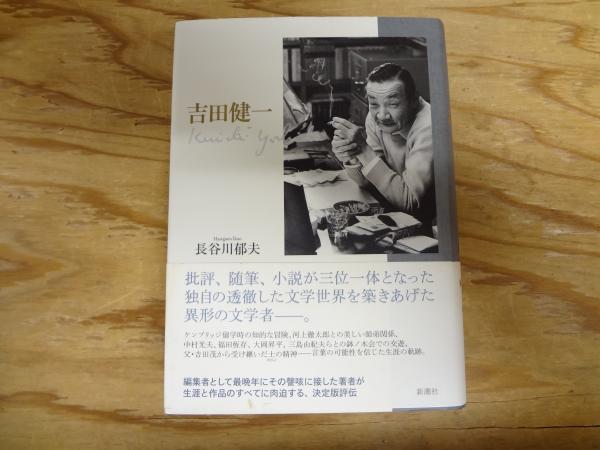 吉田健一
Kenichi Yo
Hasegawa Ikuo
長谷川郁夫
批評、随筆、小説が三位一体となった
独自の透徹した文学世界を築きあげた
異形の文学者――。
ケンブリッジ留学時の知的な冒険、河上徹太郎との美しい師弟関係、
中村光夫、福田恆存、大岡昇平、三島由紀夫らとの鉢ノ木会での交遊、
父・吉田茂から受け継いだ士の精神――言葉の可能性を信じた生涯の軌跡。
編集者として最晩年にその謦咳に接した著者が
生涯と作品のすべてに肉迫する、決定版評伝
新潮社